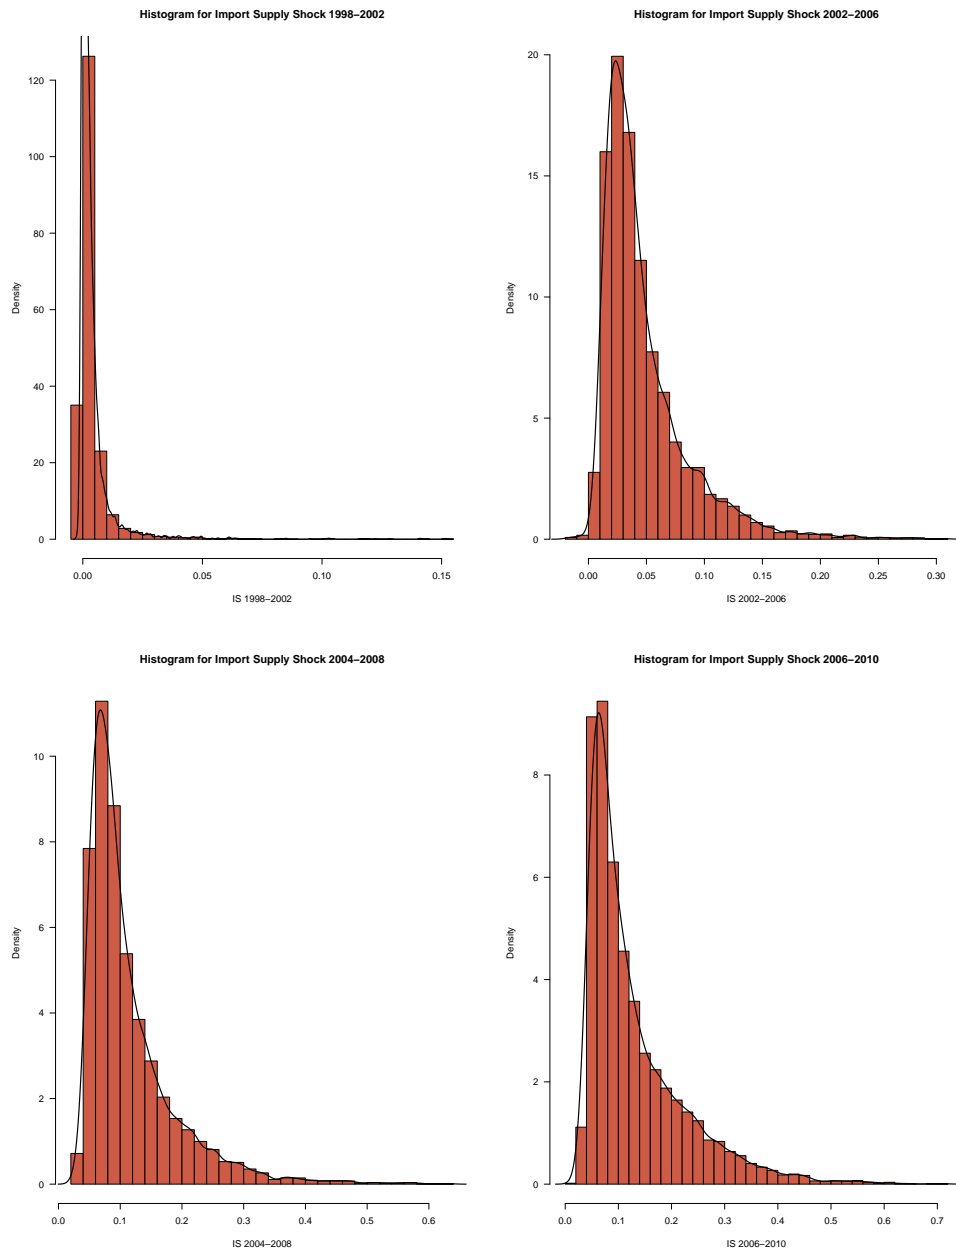 Histogram for Import Supply Shock 1998−2002
Density
120
100
80
60
40
20
0
0.00 0.05 0.10 0.15
IS 1998−2002
Histogram for Import Supply Shock 2002−2006
Density
20
15
10
5
0
0.00 0.05 0.10 0.15 0.20 0.25 0.30
IS 2002−2006
Histogram for Import Supply Shock 2004−2008
Density
10
8
6
4
2
0
0.0 0.1 0.2 0.3 0.4 0.5 0.6
IS 2004−2008
Histogram for Import Supply Shock 2006−2010
Density
8
6
4
2
0
0.0 0.1 0.2 0.3 0.4 0.5 0.6 0.7
IS 2006−2010